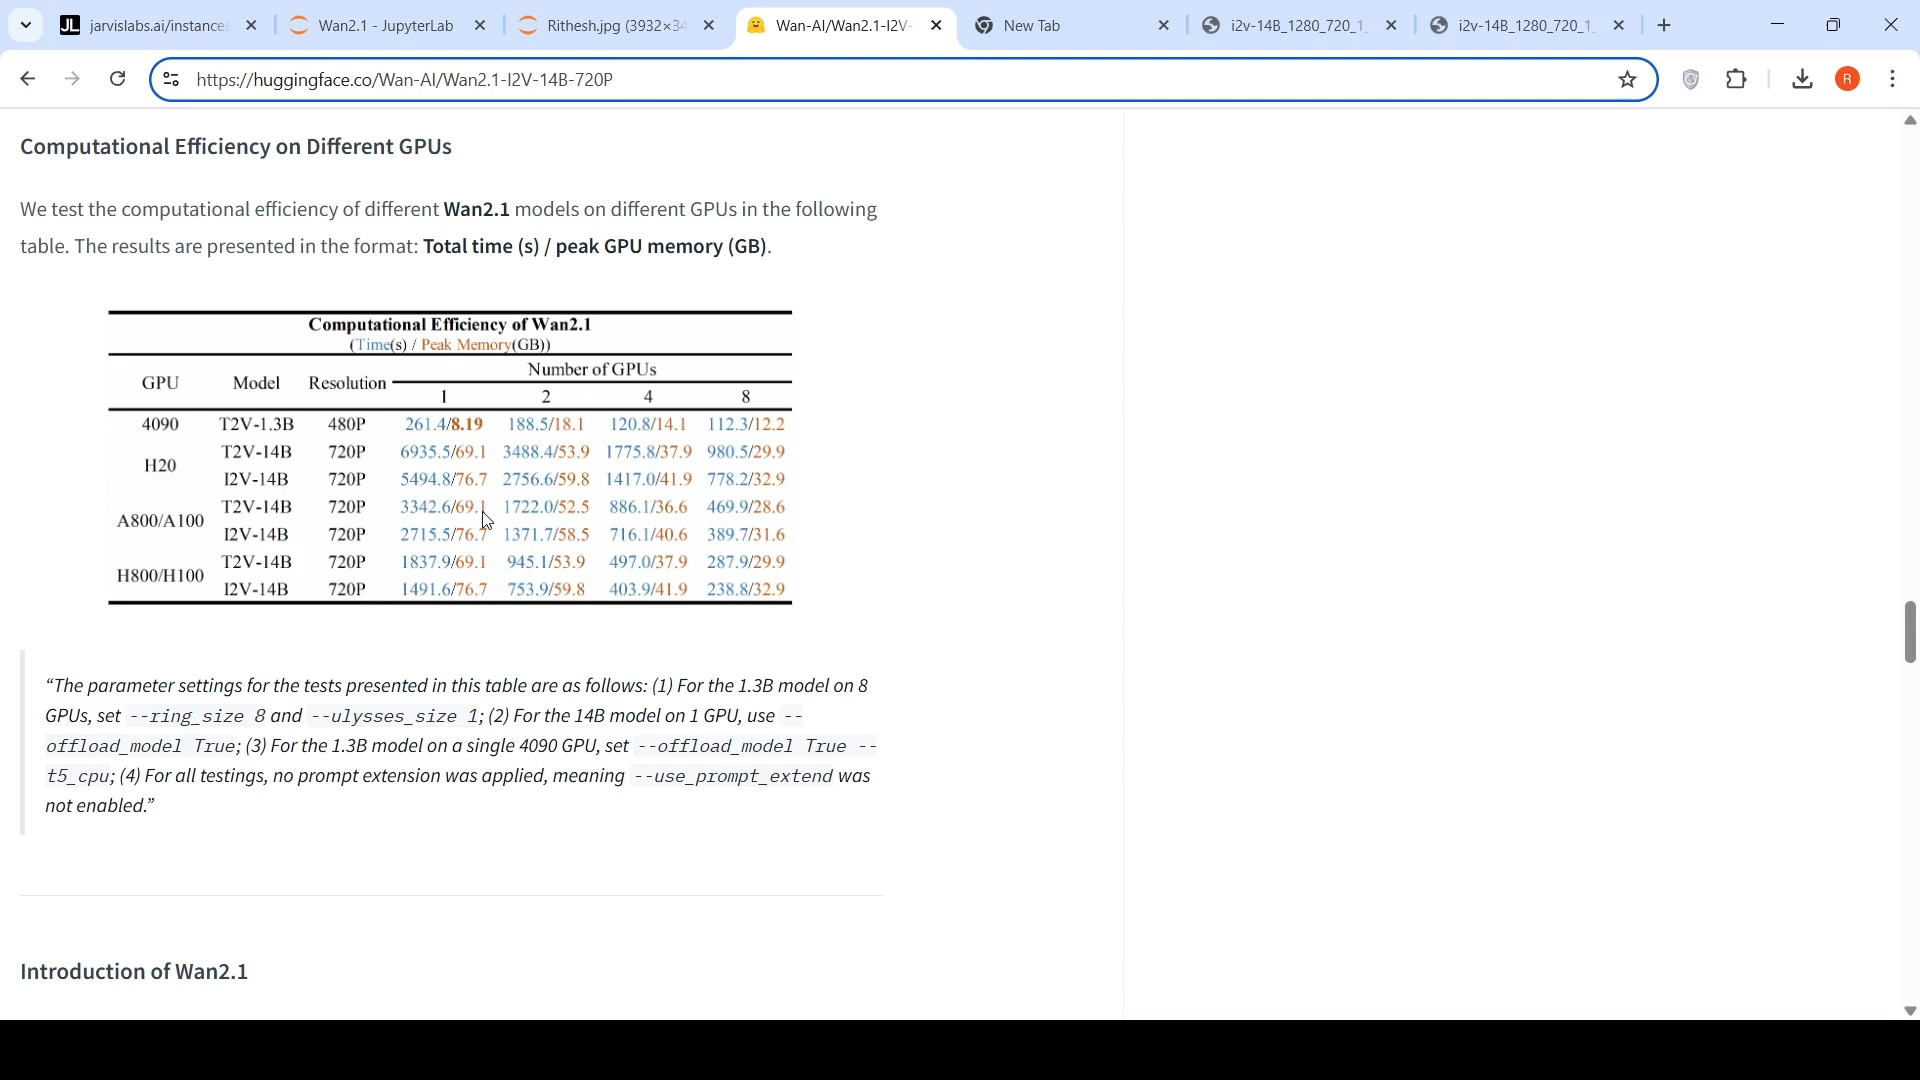 jarvislabs.ai/instances
Wan2.1 - JupyterLab
Rithesh.jpg (3932×34
Wan-AI/Wan2.1-I2V-
New Tab
i2v-14B_1280_720_1_
i2v-14B_1280_720_1_
https://huggingface.co/Wan-AI/Wan2.1-I2V-14B-720P
R
Computational Efficiency on Different GPUs
We test the computational efficiency of different Wan2.1 models on different GPUs in the following
table. The results are presented in the format: Total time (s) / peak GPU memory (GB).
Computational Efficiency of Wan2.1
(Time(s) / Peak Memory(GB))
GPU Model Resolution Number of GPUs
1 2 4 8
4090 T2V-1.3B 480P 261.4/8.19 188.5/18.1 120.8/14.1 112.3/12.2
H20 T2V-14B 720P 6935.5/69.1 3488.4/53.9 1775.8/37.9 980.5/29.9
I2V-14B 720P 5494.8/76.7 2756.6/59.8 1417.0/41.9 778.2/32.9
A800/A100 T2V-14B 720P 3342.6/69.1 1722.0/52.5 886.1/36.6 469.9/28.6
I2V-14B 720P 2715.5/76.7 1371.7/58.5 716.1/40.6 389.7/31.6
H800/H100 T2V-14B 720P 1837.9/69.1 945.1/53.9 497.0/37.9 287.9/29.9
I2V-14B 720P 1491.6/76.7 753.9/59.8 403.9/41.9 238.8/32.9
“The parameter settings for the tests presented in this table are as follows: (1) For the 1.3B model on 8
GPUs, set --ring_size 8 and --ulysses_size 1; (2) For the 14B model on 1 GPU, use --
offload_model True; (3) For the 1.3B model on a single 4090 GPU, set --offload_model True --
t5_cpu; (4) For all testings, no prompt extension was applied, meaning --use_prompt_extend was
not enabled.”
Introduction of Wan2.1